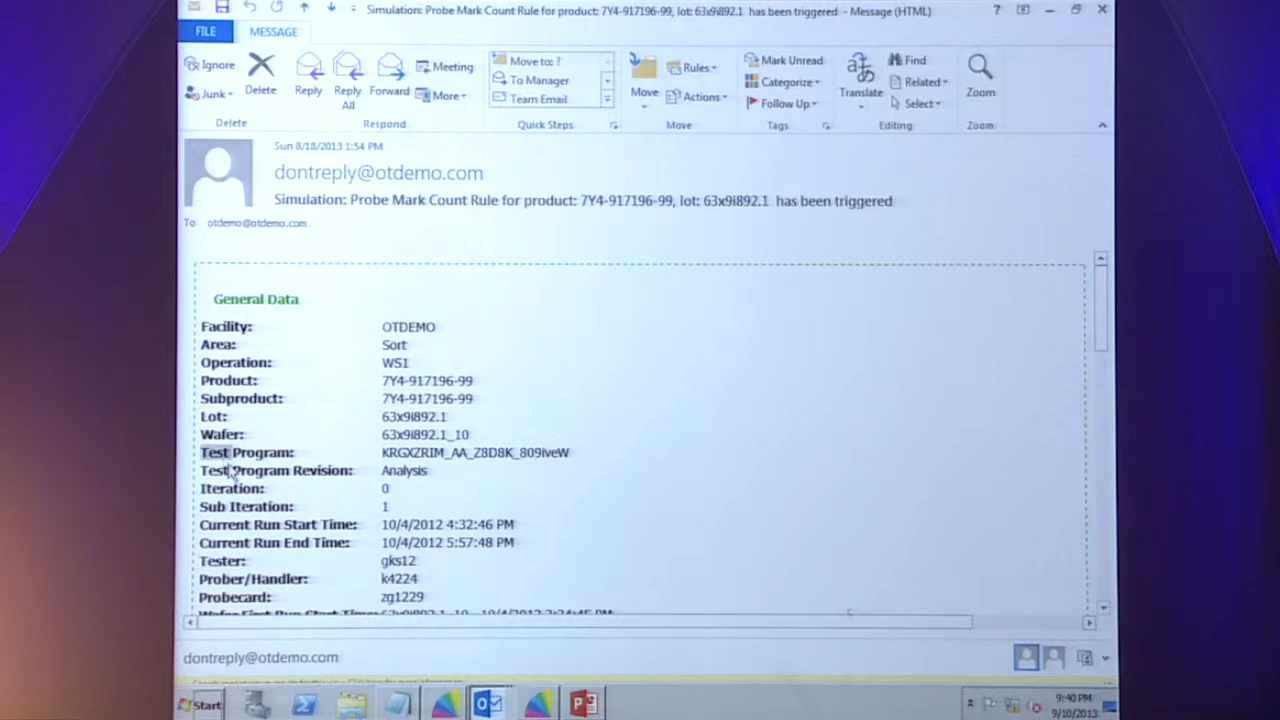 Simulation: Probe Mark Count Rule for product: 7Y4-917196-99, lot: 63x9i892.1 has been triggered - Message (HTML)
FILE MESSAGE
Ignore
Junk
Delete
Reply
Reply All
Forward
Meeting
More
Move to: ?
To Manager
Team Email
Move
Rules
Actions
Mark Unread
Categorize
Follow Up
Translate
Find
Related
Select
Zoom
Delete Respond Quick Steps Move Tags Editing Zoom
Sun 8/18/2013 1:54 PM
dontreply@otdemo.com
Simulation: Probe Mark Count Rule for product: 7Y4-917196-99, lot: 63x9i892.1 has been triggered
To otdemo@otdemo.com
General Data
Facility: OTDEMO
Area: Sort
Operation: WS1
Product: 7Y4-917196-99
Subproduct: 7Y4-917196-99
Lot: 63x9i892.1
Wafer: 63x9i892.1_10
Test Program: KRGXZRIM_AA_Z8D8K_809iveW
Test Program Revision: Analysis
Iteration: 0
Sub Iteration: 1
Current Run Start Time: 10/4/2012 4:32:46 PM
Current Run End Time: 10/4/2012 5:57:48 PM
Tester: gks12
Prober/Handler: k4224
Probecard: zg1229
dontreply@otdemo.com
Start
9:40 PM
9/10/2013